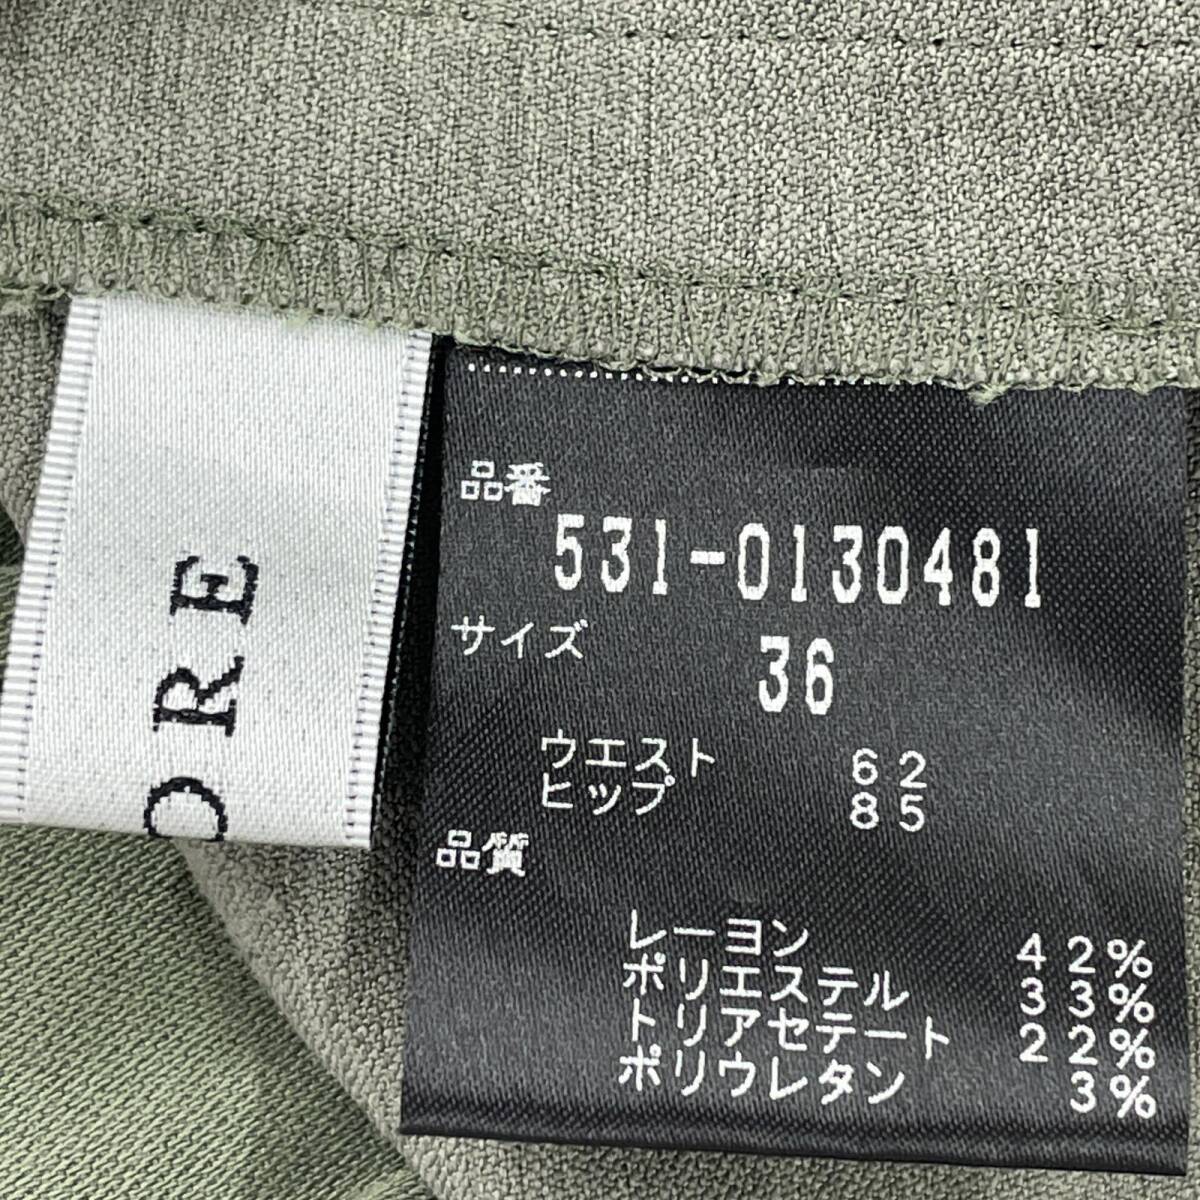 ORE
品番
531-0130481
サイズ
36
ウエスト 62
ヒップ 85
品質
レーヨン 42%
ポリエステル 33%
トリアセテート 22%
ポリウレタン 3%